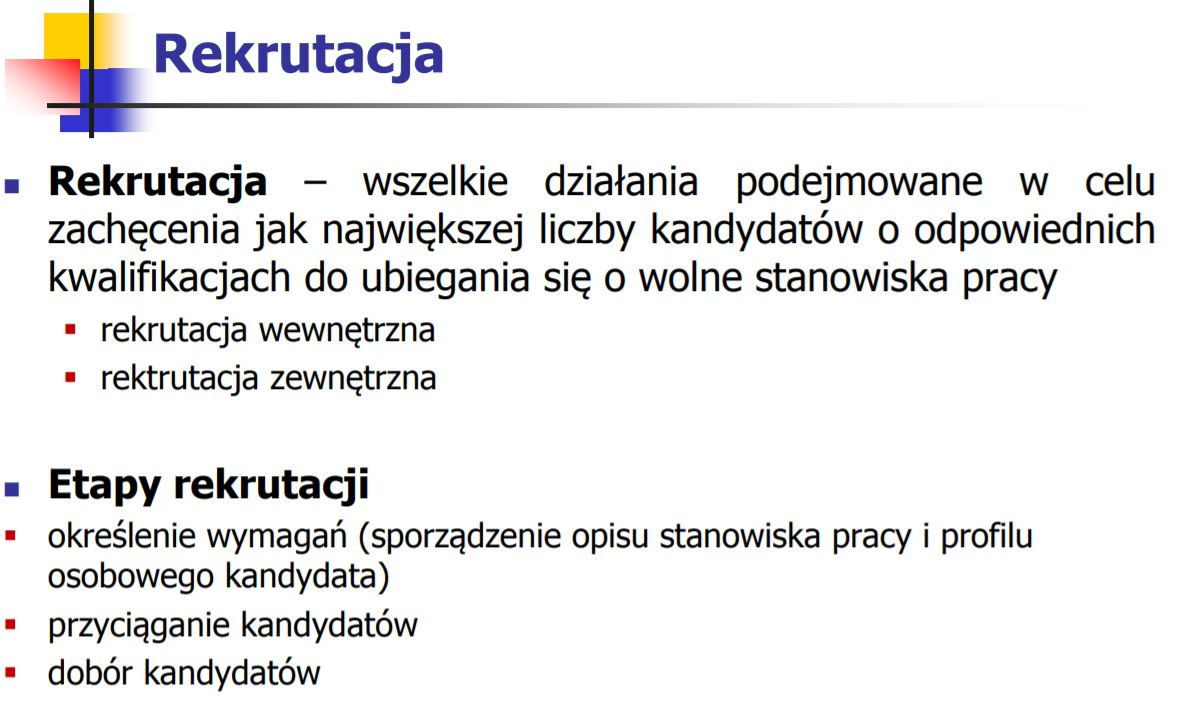 Rekrutacja
Rekrutacja – wszelkie działania podejmowane w celu
zachęcenia jak największej liczby kandydatów o odpowiednich
kwalifikacjach do ubiegania się o wolne stanowiska pracy
rekrutacja wewnętrzna
rektrutacja zewnętrzna
Etapy rekrutacji
określenie wymagań (sporządzenie opisu stanowiska pracy i profilu
osobowego kandydata)
przyciąganie kandydatów
dobór kandydatów